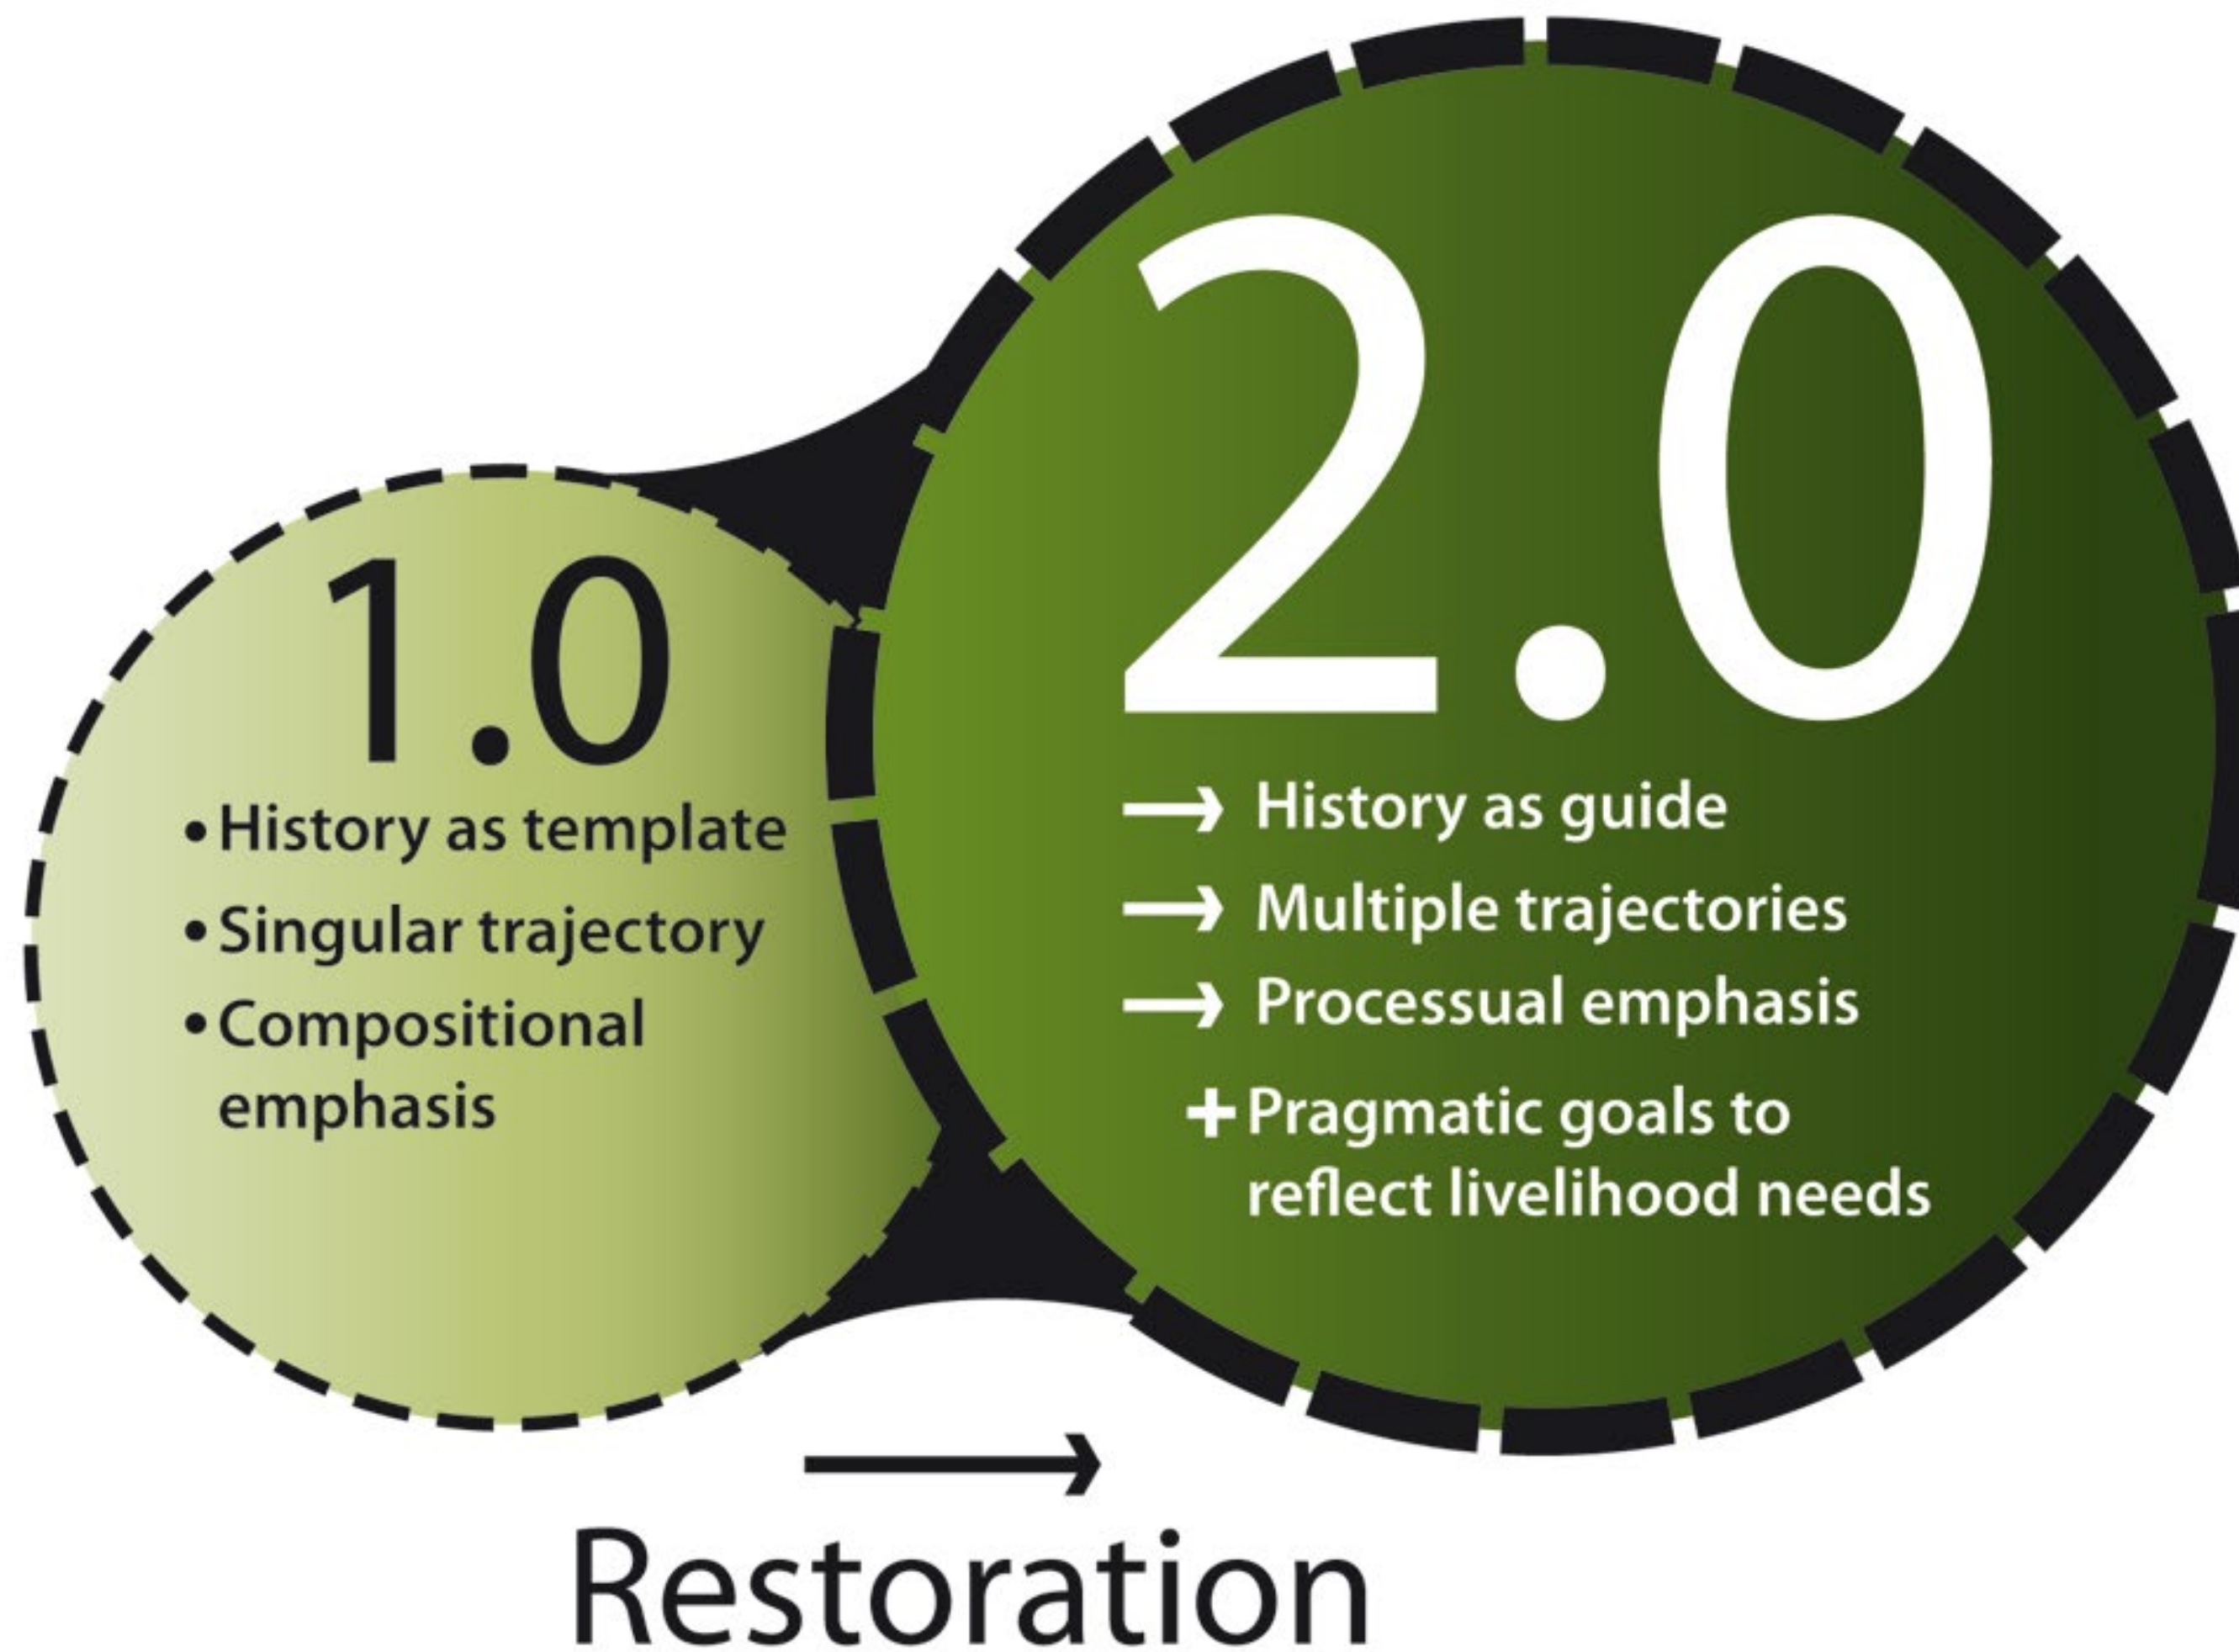 1.0
• History as template
• Singular trajectory
• Compositional
emphasis
2.0
→ History as guide
→ Multiple trajectories
→ Processual emphasis
+ Pragmatic goals to
reflect livelihood needs
→
Restoration